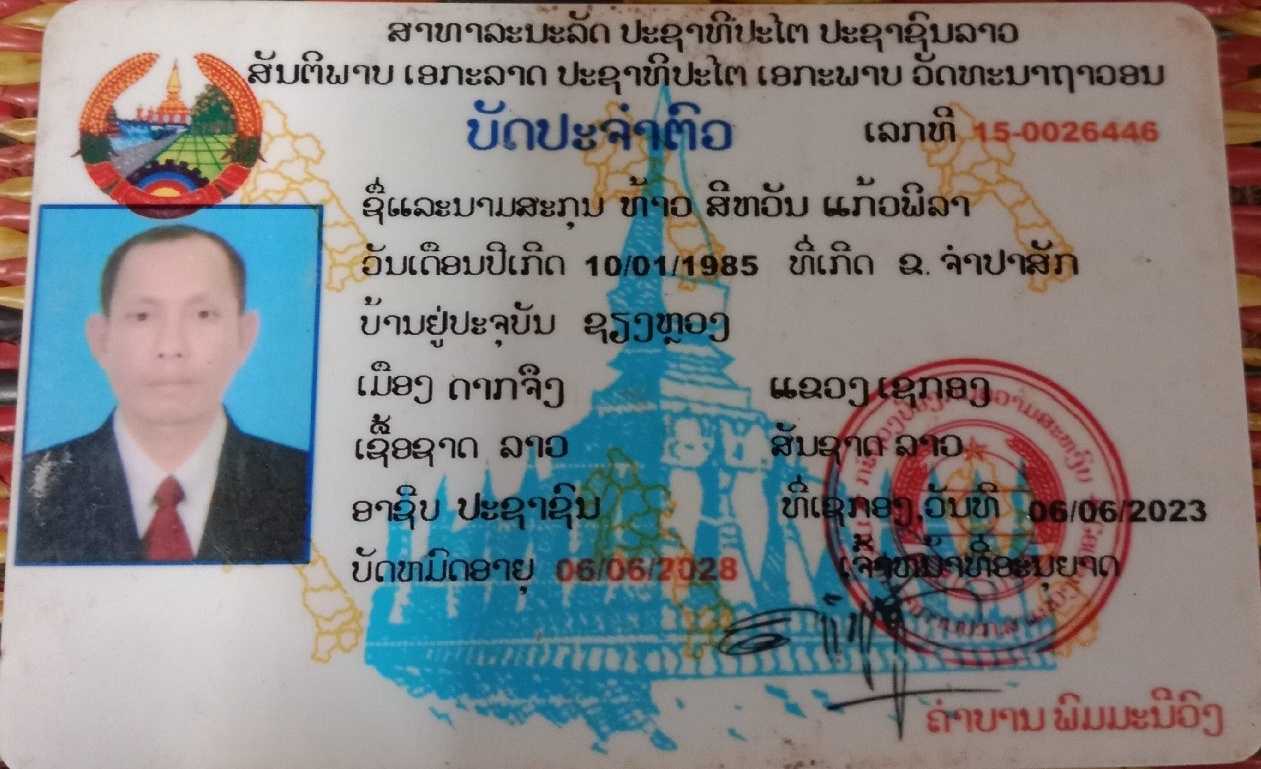 ສາທາລະນະລັດ ປະຊາທິປະໄຕ ປະຊາຊົນລາວ
ສັນຕິພາບ ເອກະລາດ ປະຊາທິປະໄຕ ເອກະພາບ ວັດທະນາຖາວອນ
ບັດປະຈຳຕົວ ເລກທີ 15-0026446
ຊື່ແລະນາມສະກຸນ ທ້າວ ສີຫວັນ ແກ້ວພິລາ
ວັນເດືອນປີເກີດ 10/01/1985 ທີ່ເກີດ ຂ. ຈຳປາສັກ
ບ້ານຢູ່ປະຈຸບັນ ຊຽງຫຼວງ
ເມືອງ ດາກຈຶງ ແຂວງ ເຊກອງ
ເຊື້ອຊາດ ລາວ ສັນຊາດ ລາວ
ອາຊີບ ປະຊາຊົນ ທີ່ເຊກອງ, ວັນທີ 06/06/2023
ບັດຫມົດອາຍຸ 06/06/2028 ເຈົ້າຫນ້າທີ່ອະນຸຍາດ
ຄຳບານ ພິມມະນີວົງ